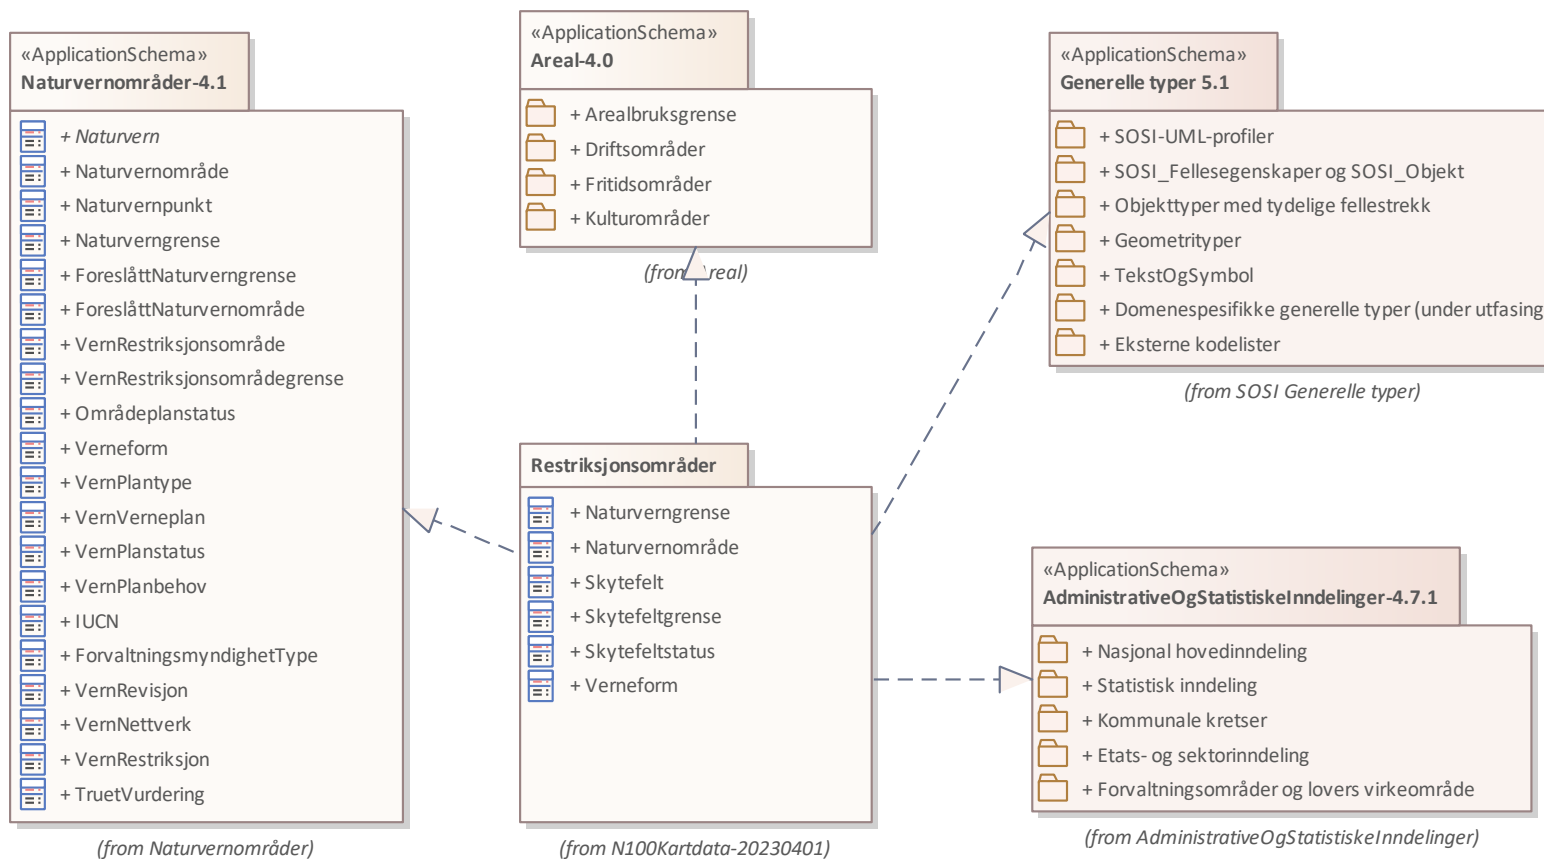 «ApplicationSchema»
Naturvernområder-4.1
+ Naturvern
+ Naturvernområde
+ Naturvernpunkt
+ Naturverngrense
+ ForeslåttNaturverngrense
+ ForeslåttNaturvernområde
+ VernRestriksjonsområde
+ VernRestriksjonsområdegrense
+ Områdeplanstatus
+ Verneform
+ VernPlantype
+ VernVerneplan
+ VernPlanstatus
+ VernPlanbehov
+ IUCN
+ ForvaltningsmyndighetType
+ VernRevisjon
+ VernNettverk
+ VernRestriksjon
+ TruetVurdering
(from Naturvernområder)
«ApplicationSchema»
Areal-4.0
+ Arealbruksgrense
+ Driftsområder
+ Fritidsområder
+ Kulturområder
(from Areal)
Restriksjonsområder
+ Naturverngrense
+ Naturvernområde
+ Skytefelt
+ Skytefeltgrense
+ Skytefeltstatus
+ Verneform
(from N100Kartdata-20230401)
«ApplicationSchema»
Generelle typer 5.1
+ SOSI-UML-profiler
+ SOSI_Fellesegenskaper og SOSI_Objekt
+ Objekttyper med tydelige fellestrekk
+ Geometrityper
+ TekstOgSymbol
+ Domenespesifikke generelle typer (under utfasing
+ Eksterne kodelister
(from SOSI Generelle typer)
«ApplicationSchema»
AdministrativeOgStatistiskeInndelinger-4.7.1
+ Nasjonal hovedinndeling
+ Statistisk inndeling
+ Kommunale kretser
+ Etats- og sektorinndeling
+ Forvaltningsområder og lovers virkeområde
(from AdministrativeOgStatistiskeInndelinger)